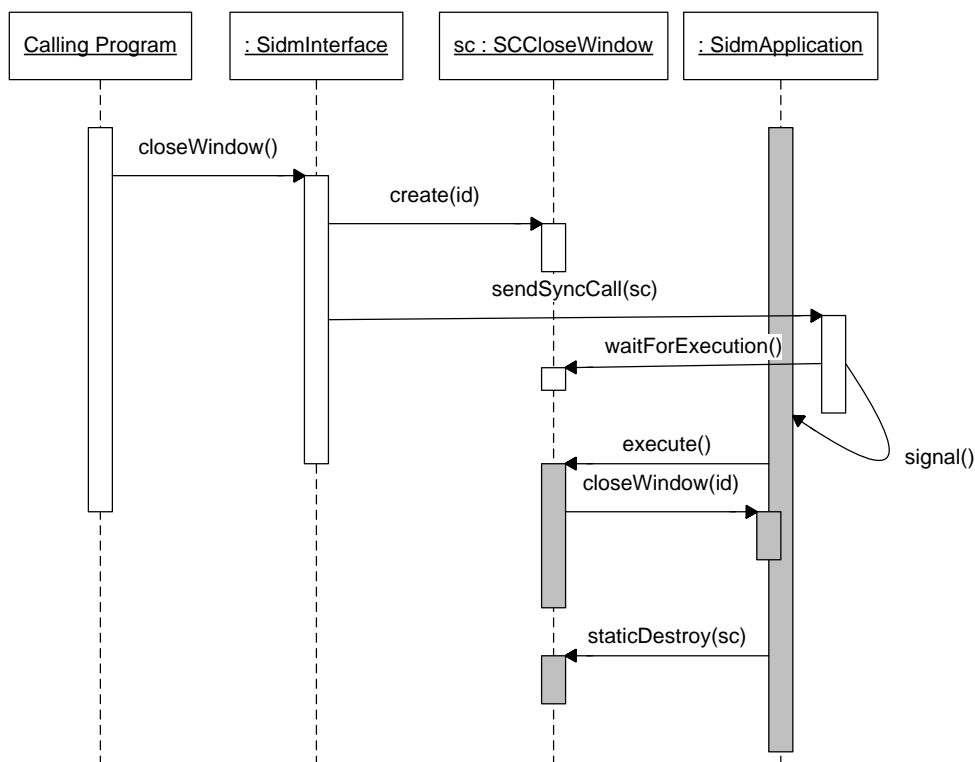 Calling Program
: SidmInterface
sc : SCCloseWindow
: SidmApplication
closeWindow()
create(id)
sendSyncCall(sc)
waitForExecution()
signal()
execute()
closeWindow(id)
staticDestroy(sc)